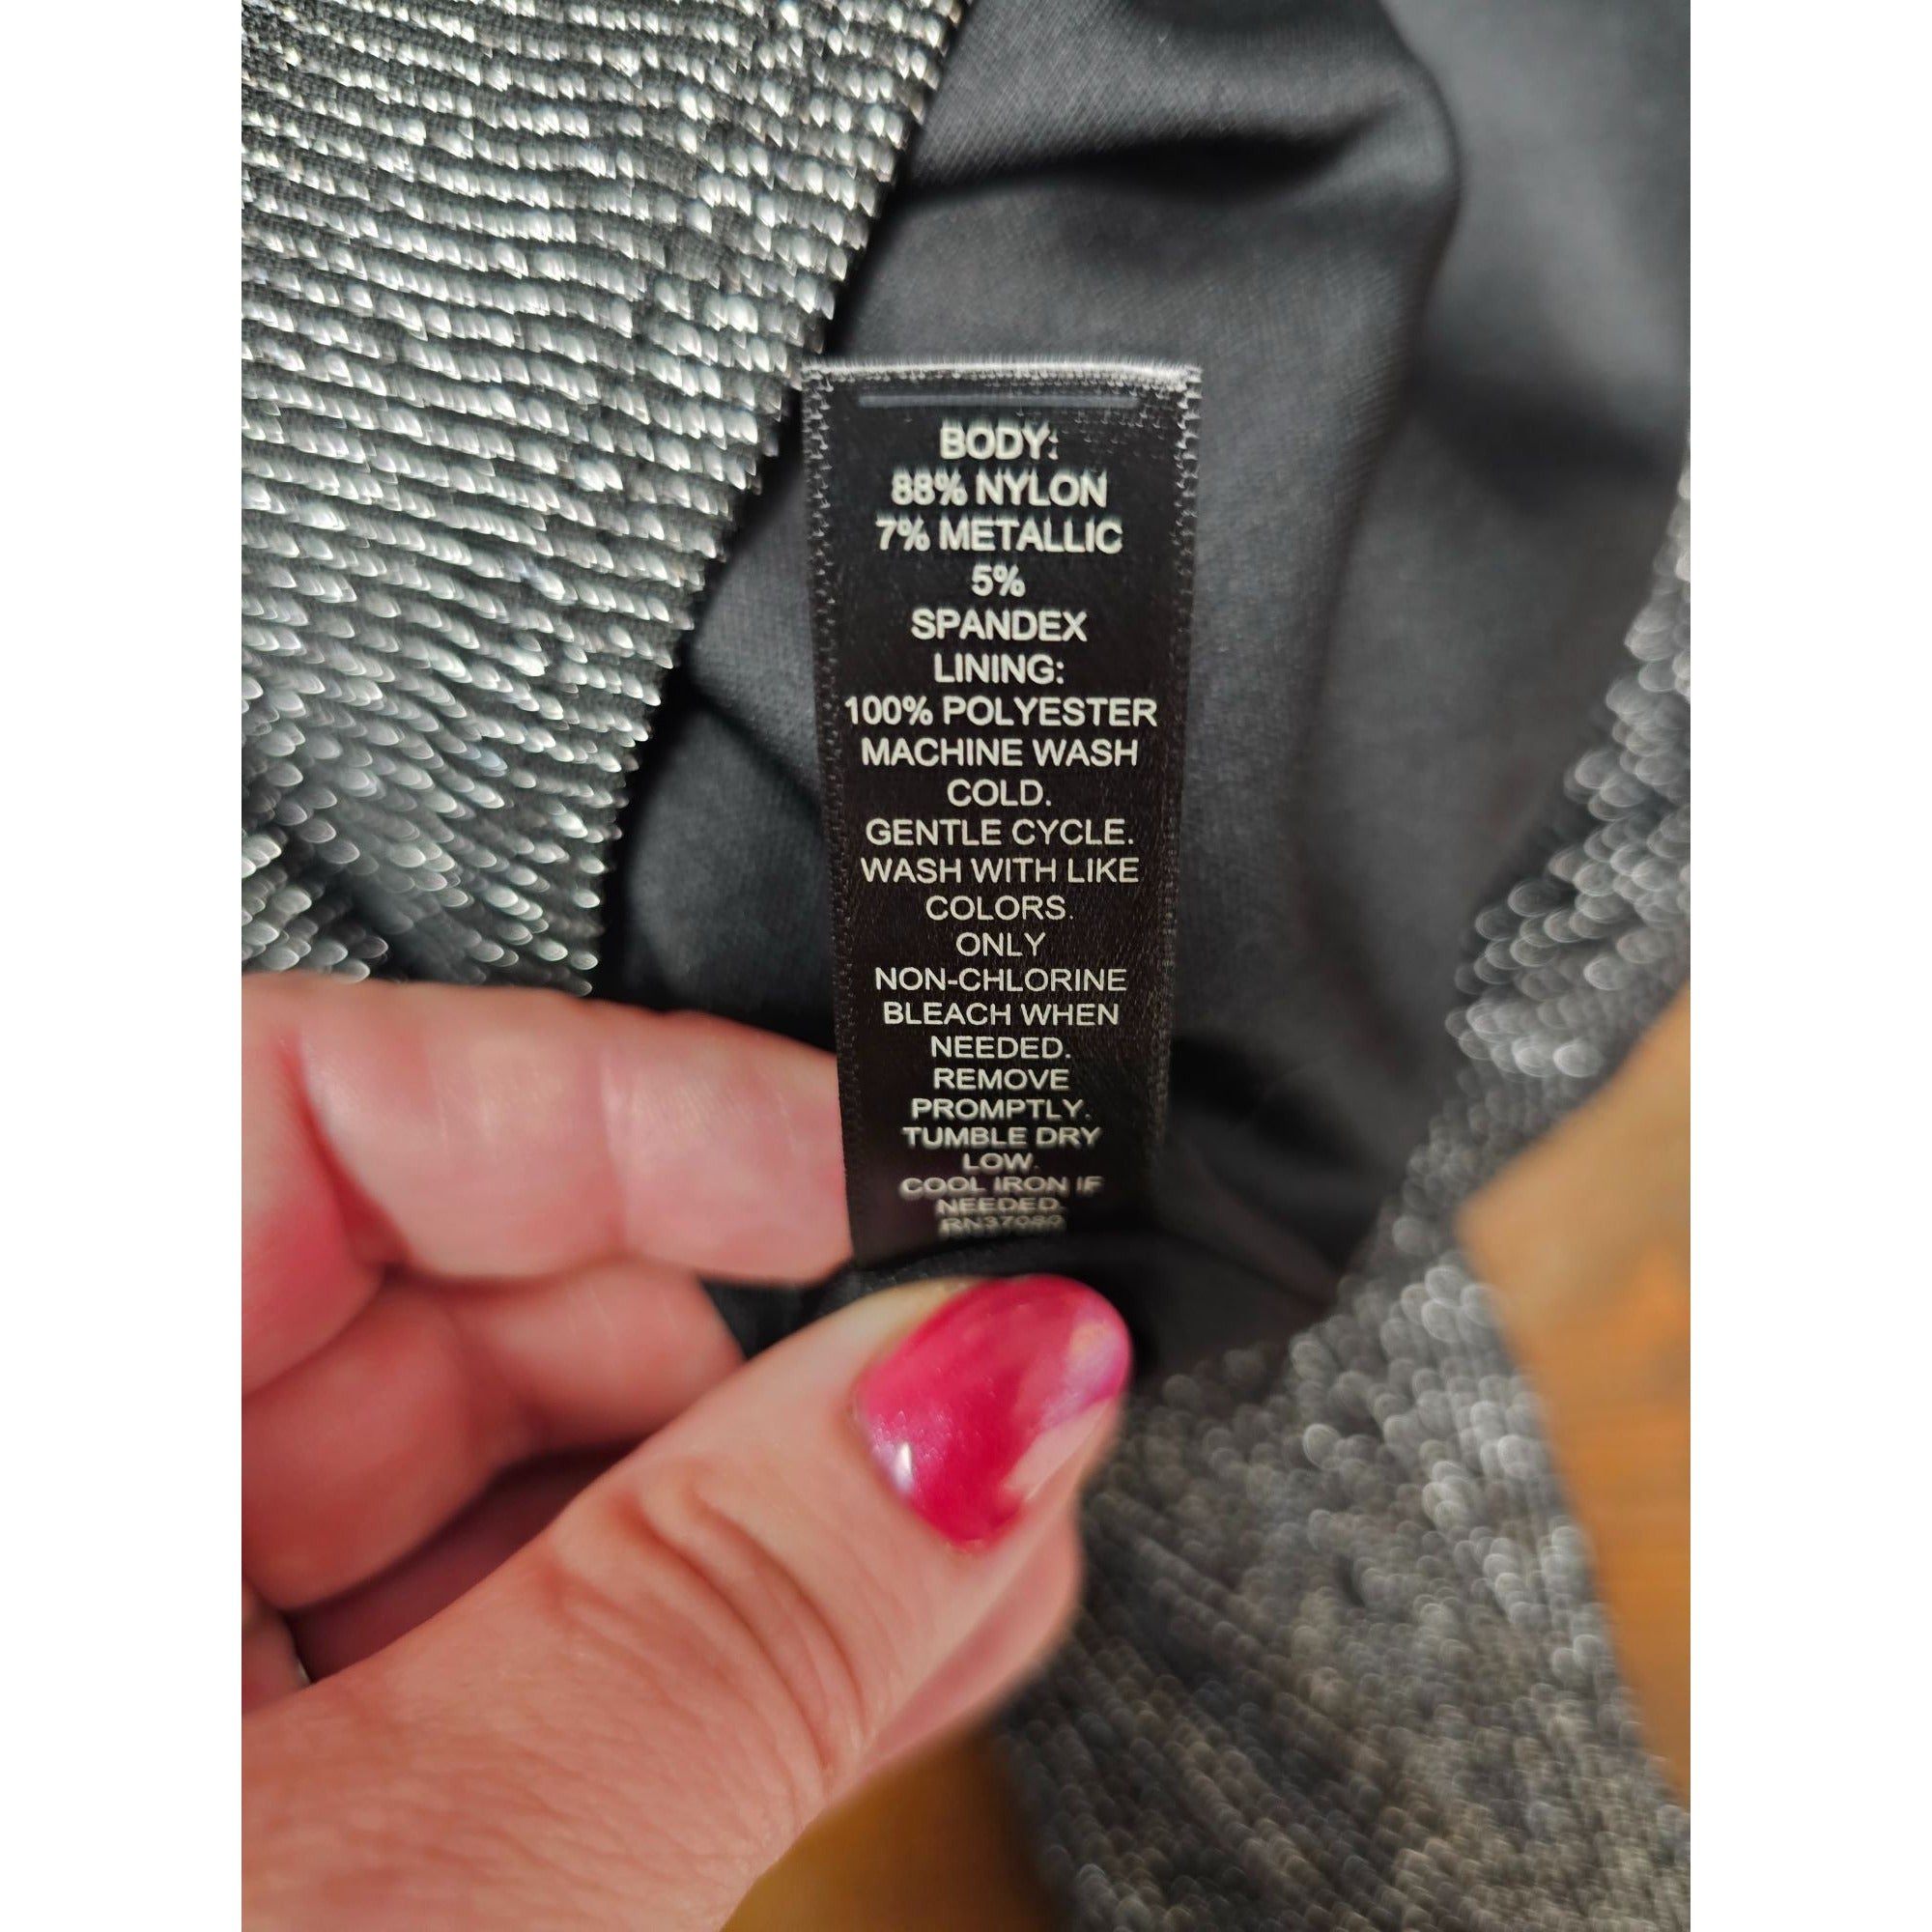 BODY:
88% NYLON
7% METALLIC
5%
SPANDEX
LINING:
100% POLYESTER
MACHINE WASH
COLD.
GENTLE CYCLE.
WASH WITH LIKE
COLORS.
ONLY
NON-CHLORINE
BLEACH WHEN
NEEDED.
REMOVE
PROMPTLY.
TUMBLE DRY
LOW.
COOL IRON IF
NEEDED.